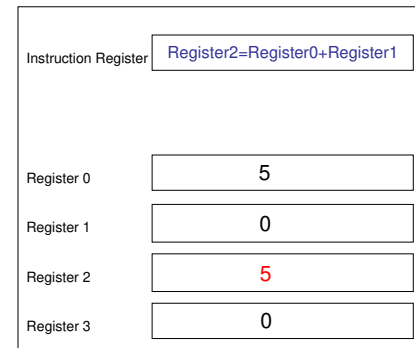 Instruction Register Register2=Register0+Register1
Register 0 5
Register 1 0
Register 2 5
Register 3 0